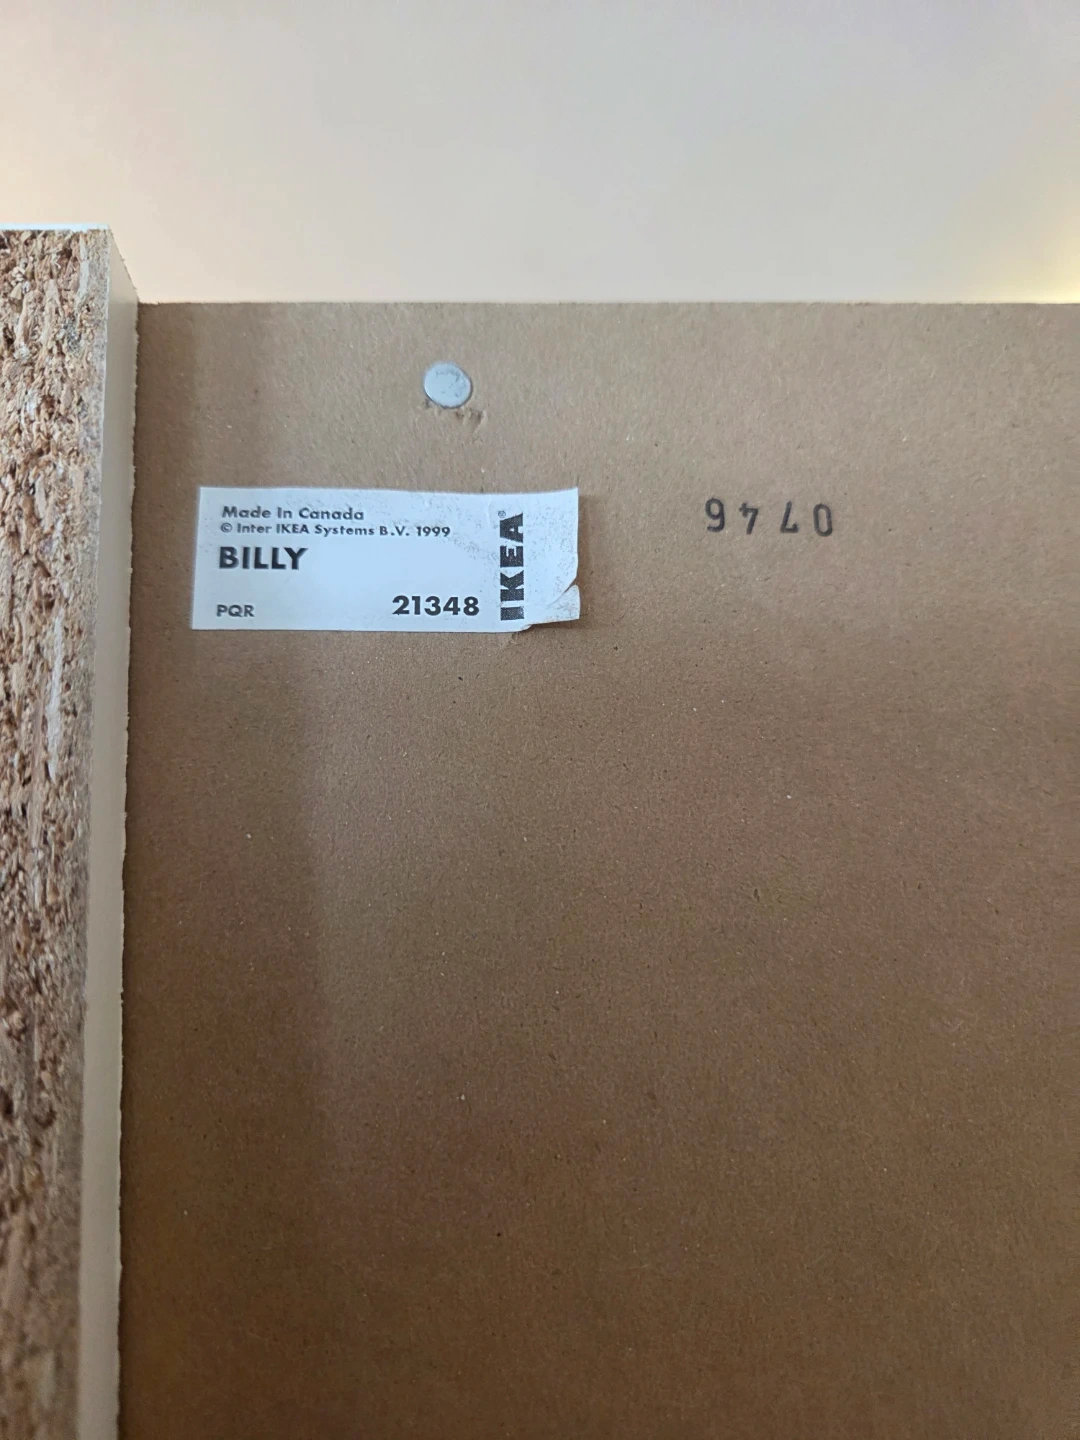 Made In Canada
© Inter IKEA Systems B.V. 1999
BILLY
PQR
21348
IKEA®
0746